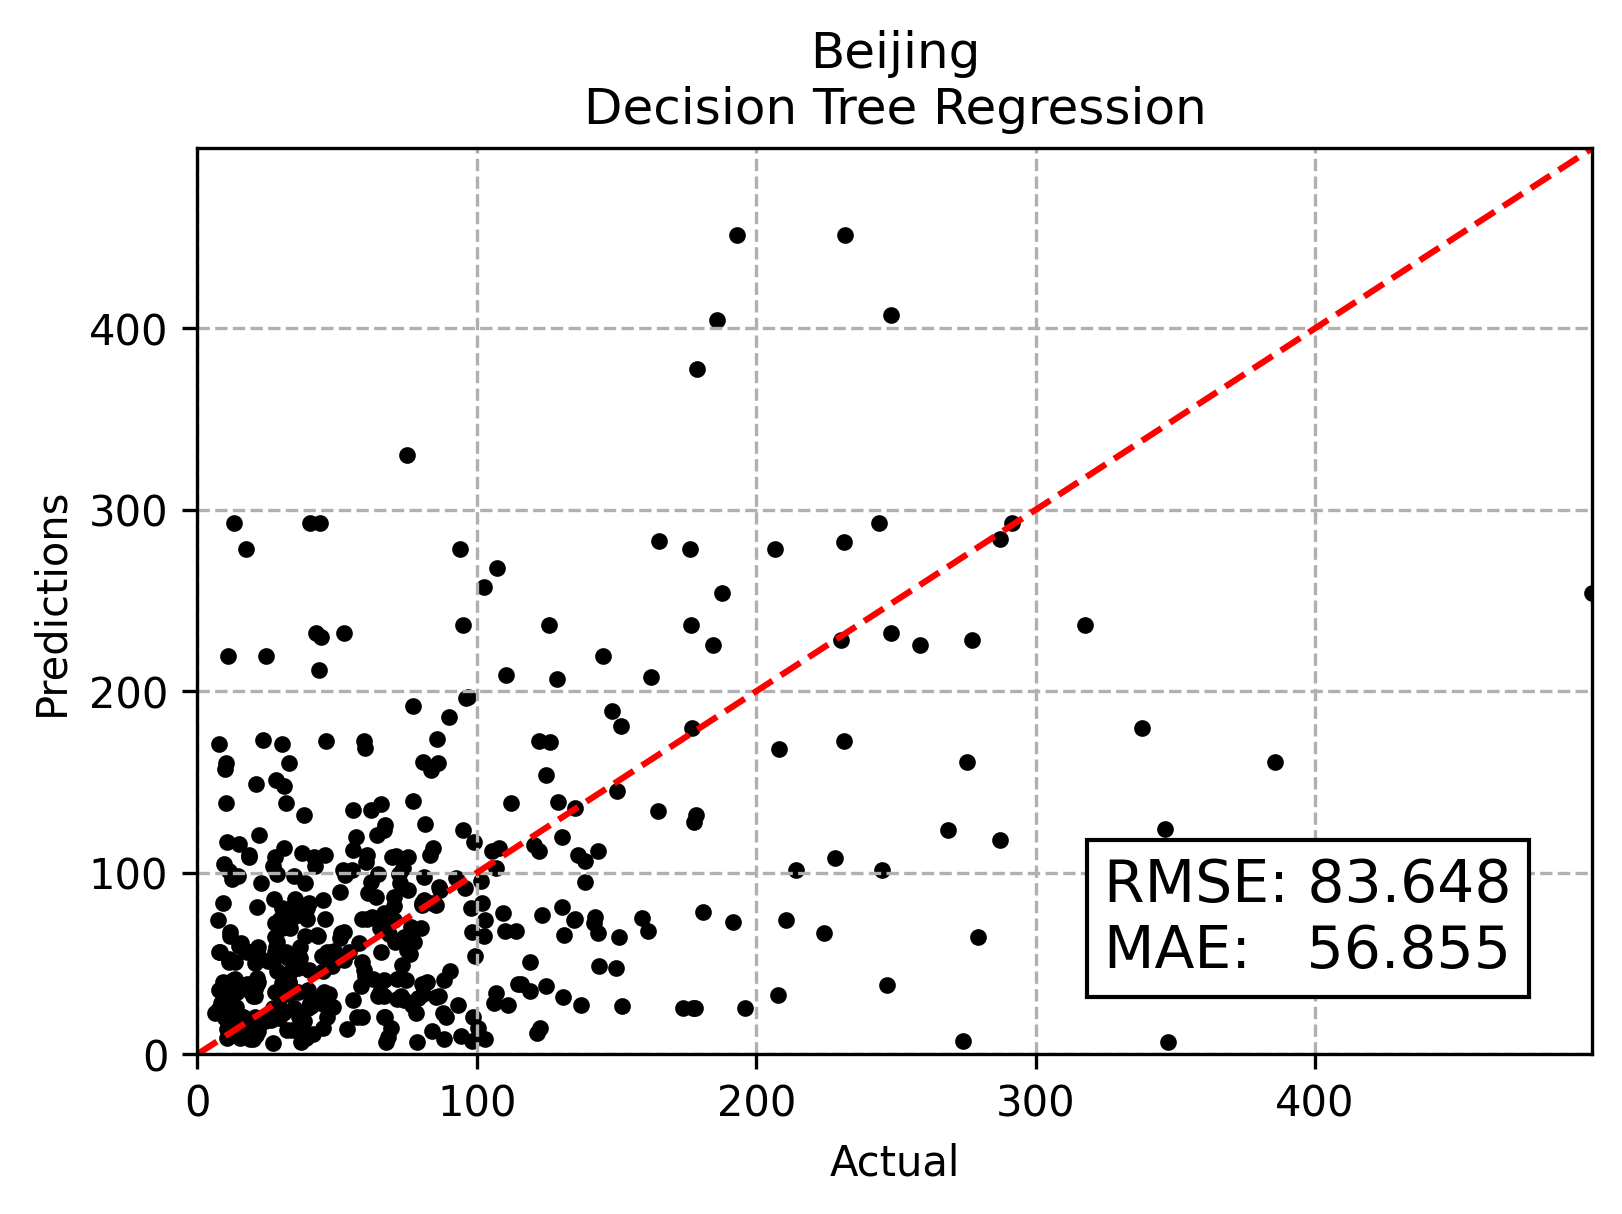 Beijing
Decision Tree Regression
Predictions
400
300
200
100
0
RMSE: 83.648
MAE: 56.855
0 100 200 300 400
Actual